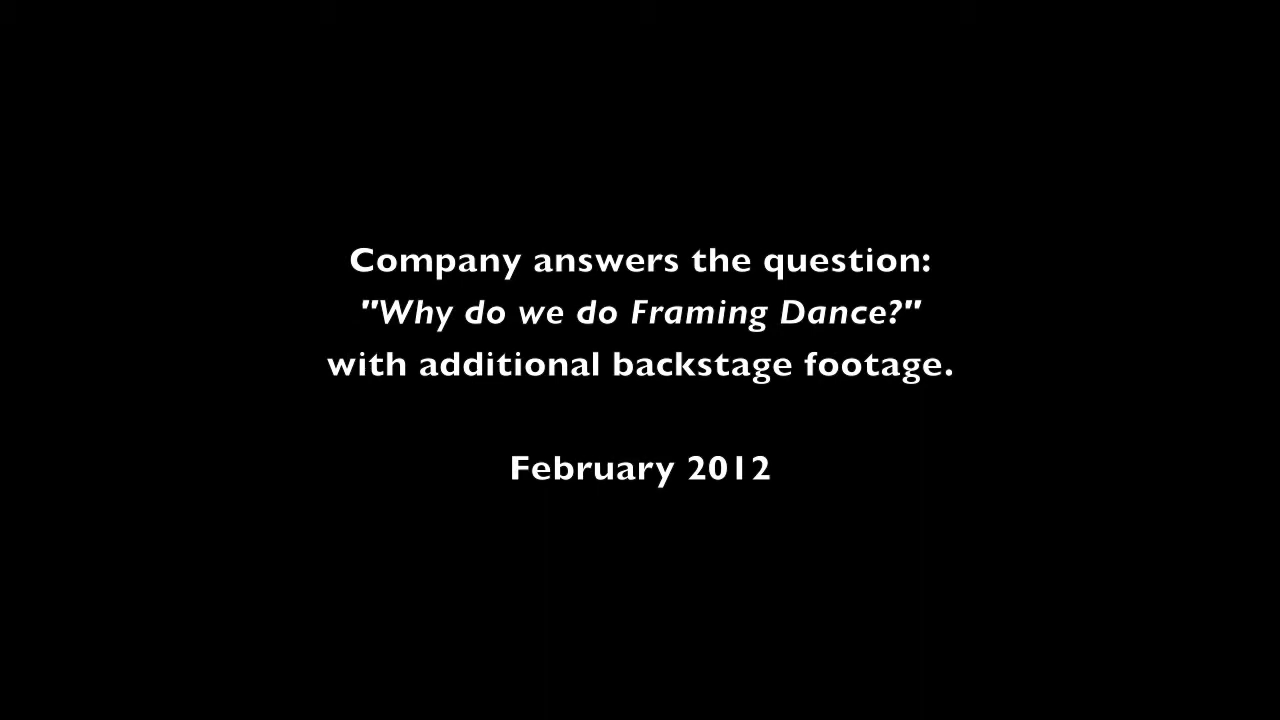 Company answers the question:
"Why do we do Framing Dance?"
with additional backstage footage.
February 2012